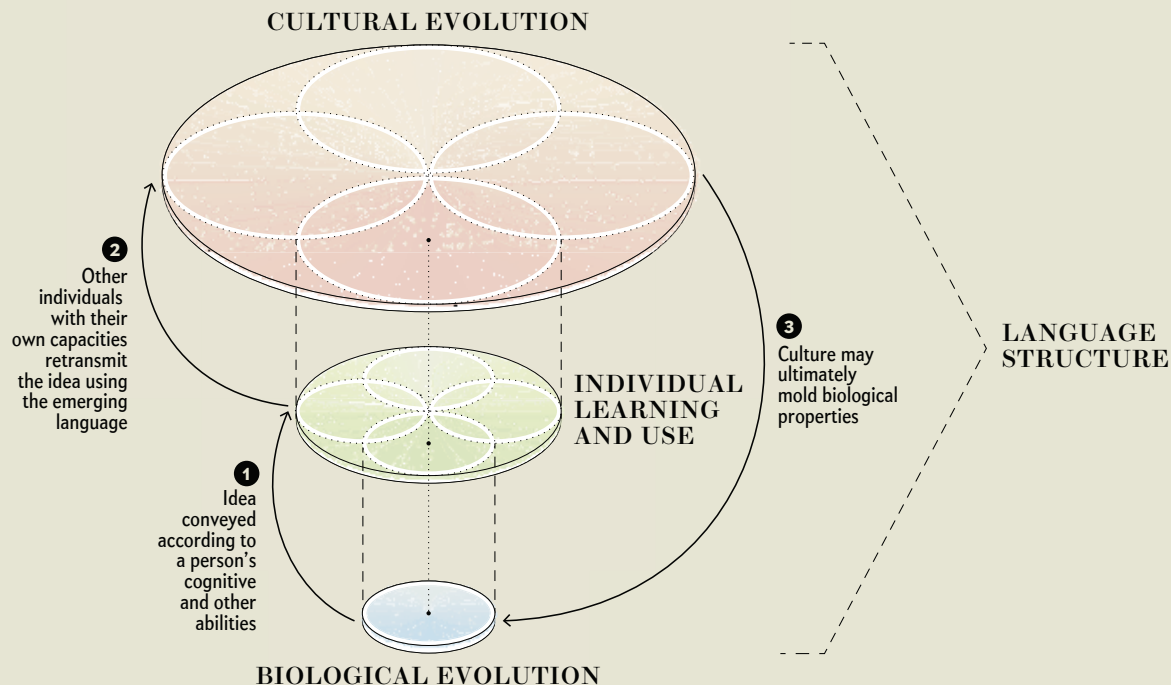 CULTURAL EVOLUTION
2
Other
individuals
with their
own capacities
retransmit
the idea using
the emerging
language
3
Culture may
ultimately
mold biological
properties
LANGUAGE
STRUCTURE
INDIVIDUAL
LEARNING
AND USE
1
Idea
conveyed
according to
a person’s
cognitive
and other
abilities
BIOLOGICAL EVOLUTION